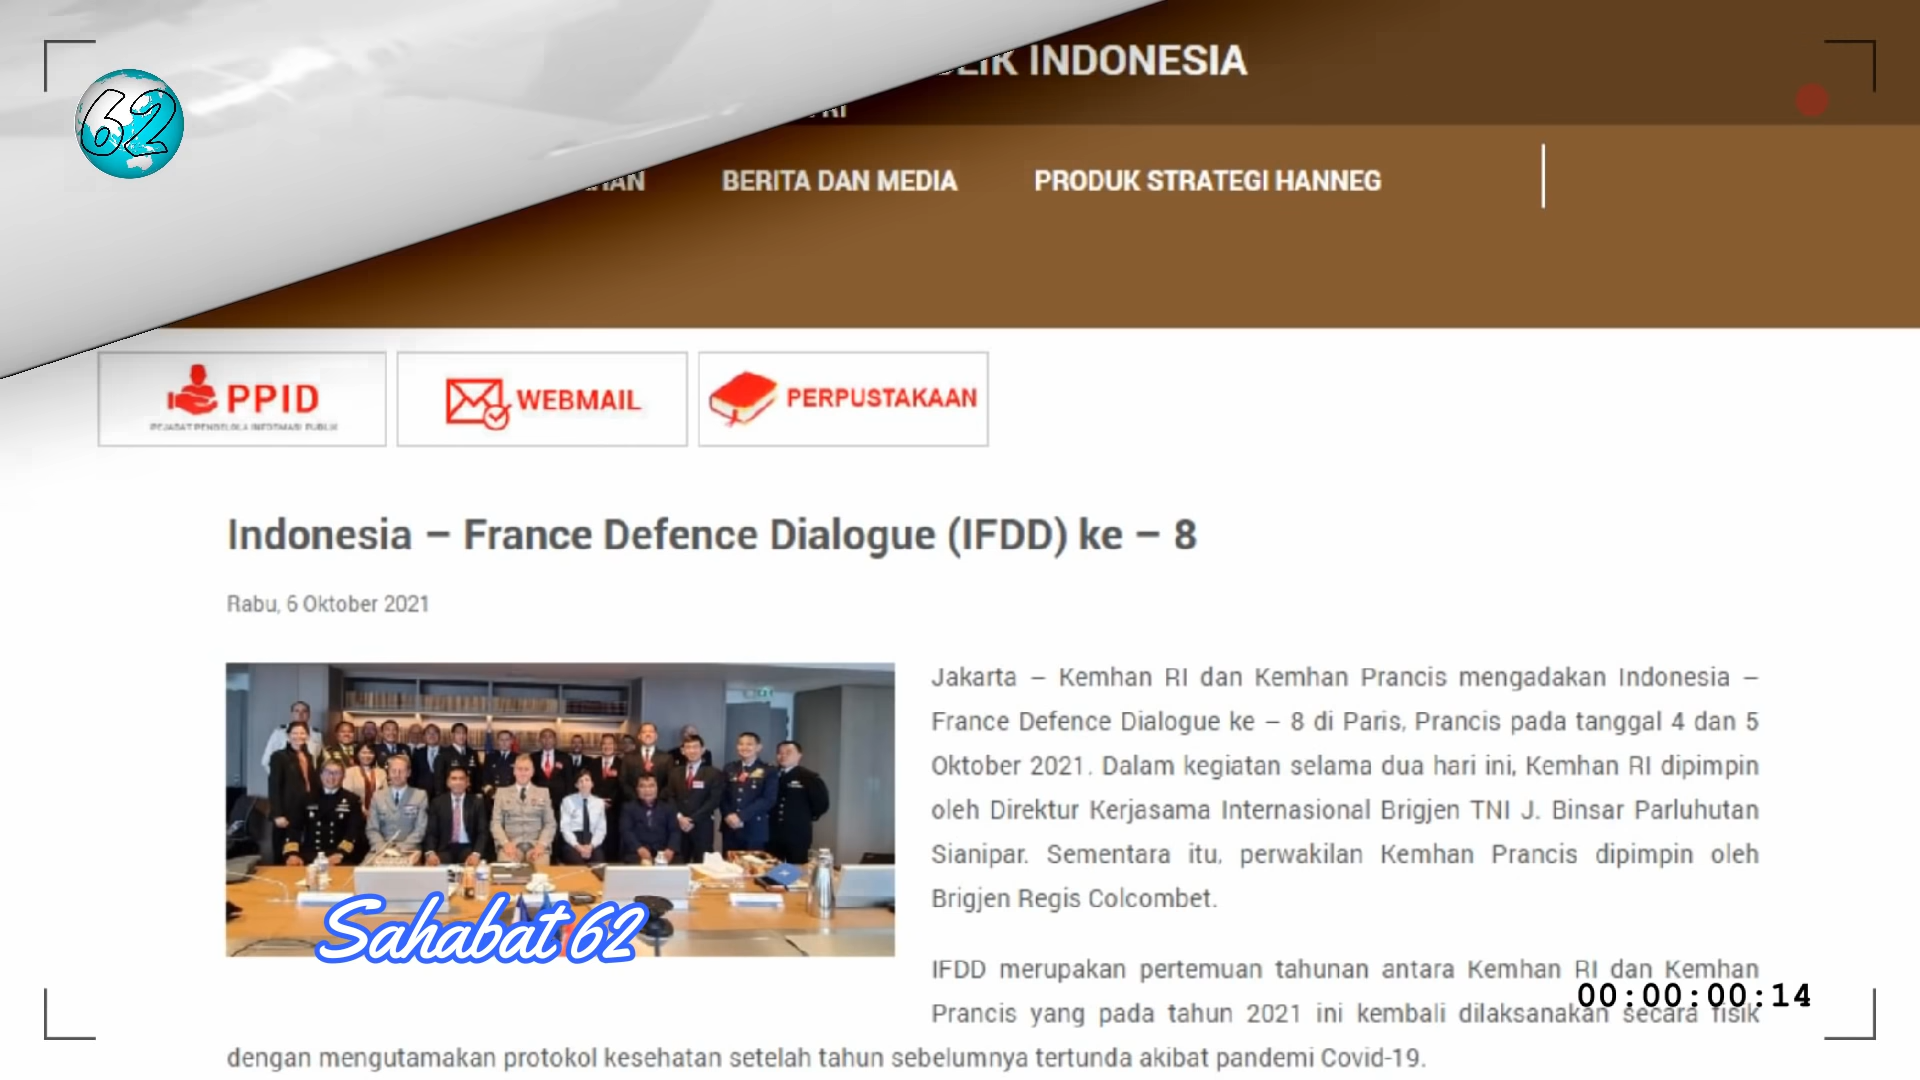 INDONESIA
62
BERITA DAN MEDIA
PRODUK STRATEGI HANNEG
PPID
PEJABAT PENGELOLA INFORMASI PUBLIK
WEBMAIL
PERPUSTAKAAN
Indonesia – France Defence Dialogue (IFDD) ke – 8
Rabu, 6 Oktober 2021
Jakarta – Kemhan RI dan Kemhan Prancis mengadakan Indonesia –
France Defence Dialogue ke – 8 di Paris, Prancis pada tanggal 4 dan 5
Oktober 2021. Dalam kegiatan selama dua hari ini, Kemhan RI dipimpin
oleh Direktur Kerjasama Internasional Brigjen TNI J. Binsar Parluhutan
Sianipar. Sementara itu, perwakilan Kemhan Prancis dipimpin oleh
Brigjen Regis Colcombet.
Sahabat 62
IFDD merupakan pertemuan tahunan antara Kemhan RI dan Kemhan
00:00:00:14
Prancis yang pada tahun 2021 ini kembali dilaksanakan secara fisik
dengan mengutamakan protokol kesehatan setelah tahun sebelumnya tertunda akibat pandemi Covid-19.